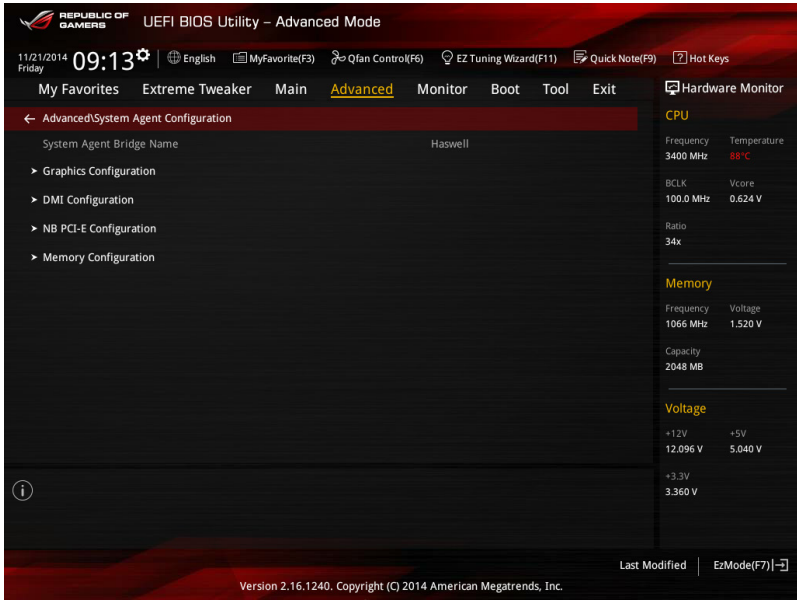 REPUBLIC OF
GAMERS
UEFI BIOS Utility – Advanced Mode
11/21/2014
Friday
09:13
English
MyFavorite(F3)
Qfan Control(F6)
EZ Tuning Wizard(F11)
Quick Note(F9)
? Hot Keys
My Favorites Extreme Tweaker Main Advanced Monitor Boot Tool Exit
Hardware Monitor
← Advanced\System Agent Configuration
System Agent Bridge Name Haswell
> Graphics Configuration
> DMI Configuration
> NB PCI-E Configuration
> Memory Configuration
CPU
Frequency Temperature
3400 MHz 88°C
BCLK Vcore
100.0 MHz 0.624 V
Ratio
34x
Memory
Frequency Voltage
1066 MHz 1.520 V
Capacity
2048 MB
Voltage
+12V +5V
12.096 V 5.040 V
+3.3V
3.360 V
i
Last Modified EzMode(F7)
Version 2.16.1240. Copyright (C) 2014 American Megatrends, Inc.